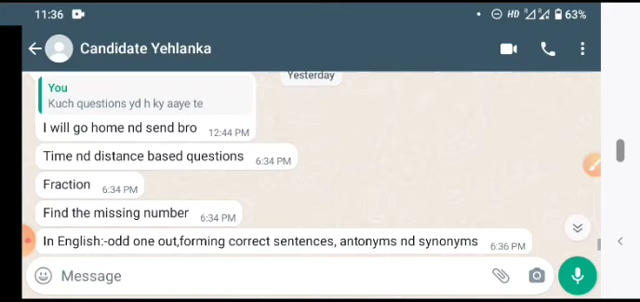 11:36 HD 63%
Candidate Yehlanka
Yesterday
You
Kuch questions yd h ky aaye te
I will go home nd send bro 12:44 PM
Time nd distance based questions 6:34 PM
Fraction 6:34 PM
Find the missing number 6:34 PM
In English:-odd one out,forming correct sentences, antonyms nd synonyms 6:36 PM
Message